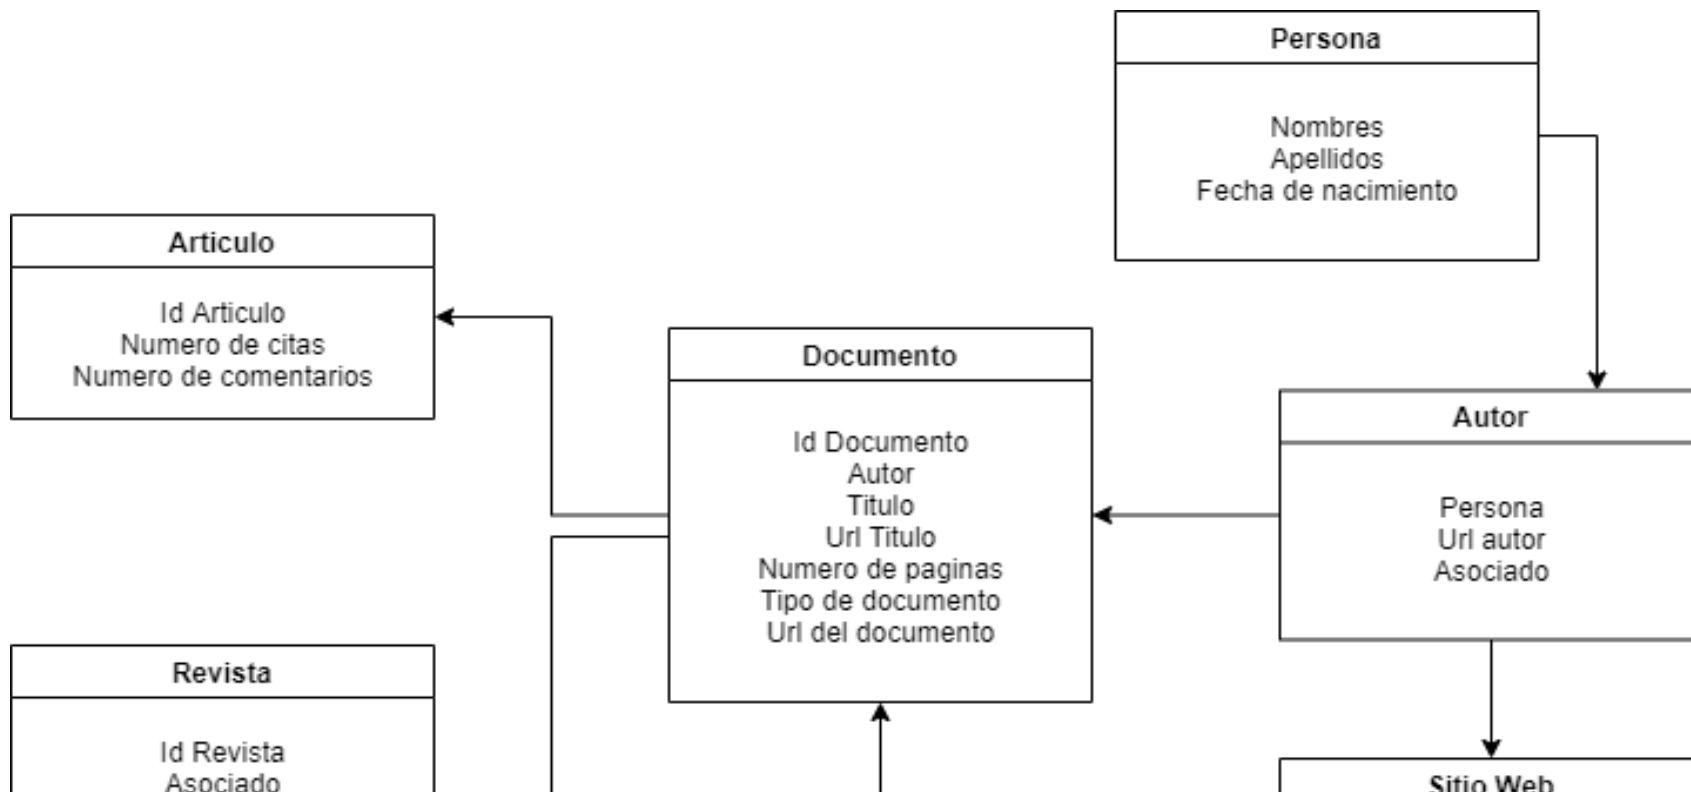 Persona
Nombres
Apellidos
Fecha de nacimiento
Articulo
Id Articulo
Numero de citas
Numero de comentarios
Documento
Id Documento
Autor
Titulo
Url Titulo
Numero de paginas
Tipo de documento
Url del documento
Autor
Persona
Url autor
Asociado
Revista
Id Revista
Asociado
Sitio Web